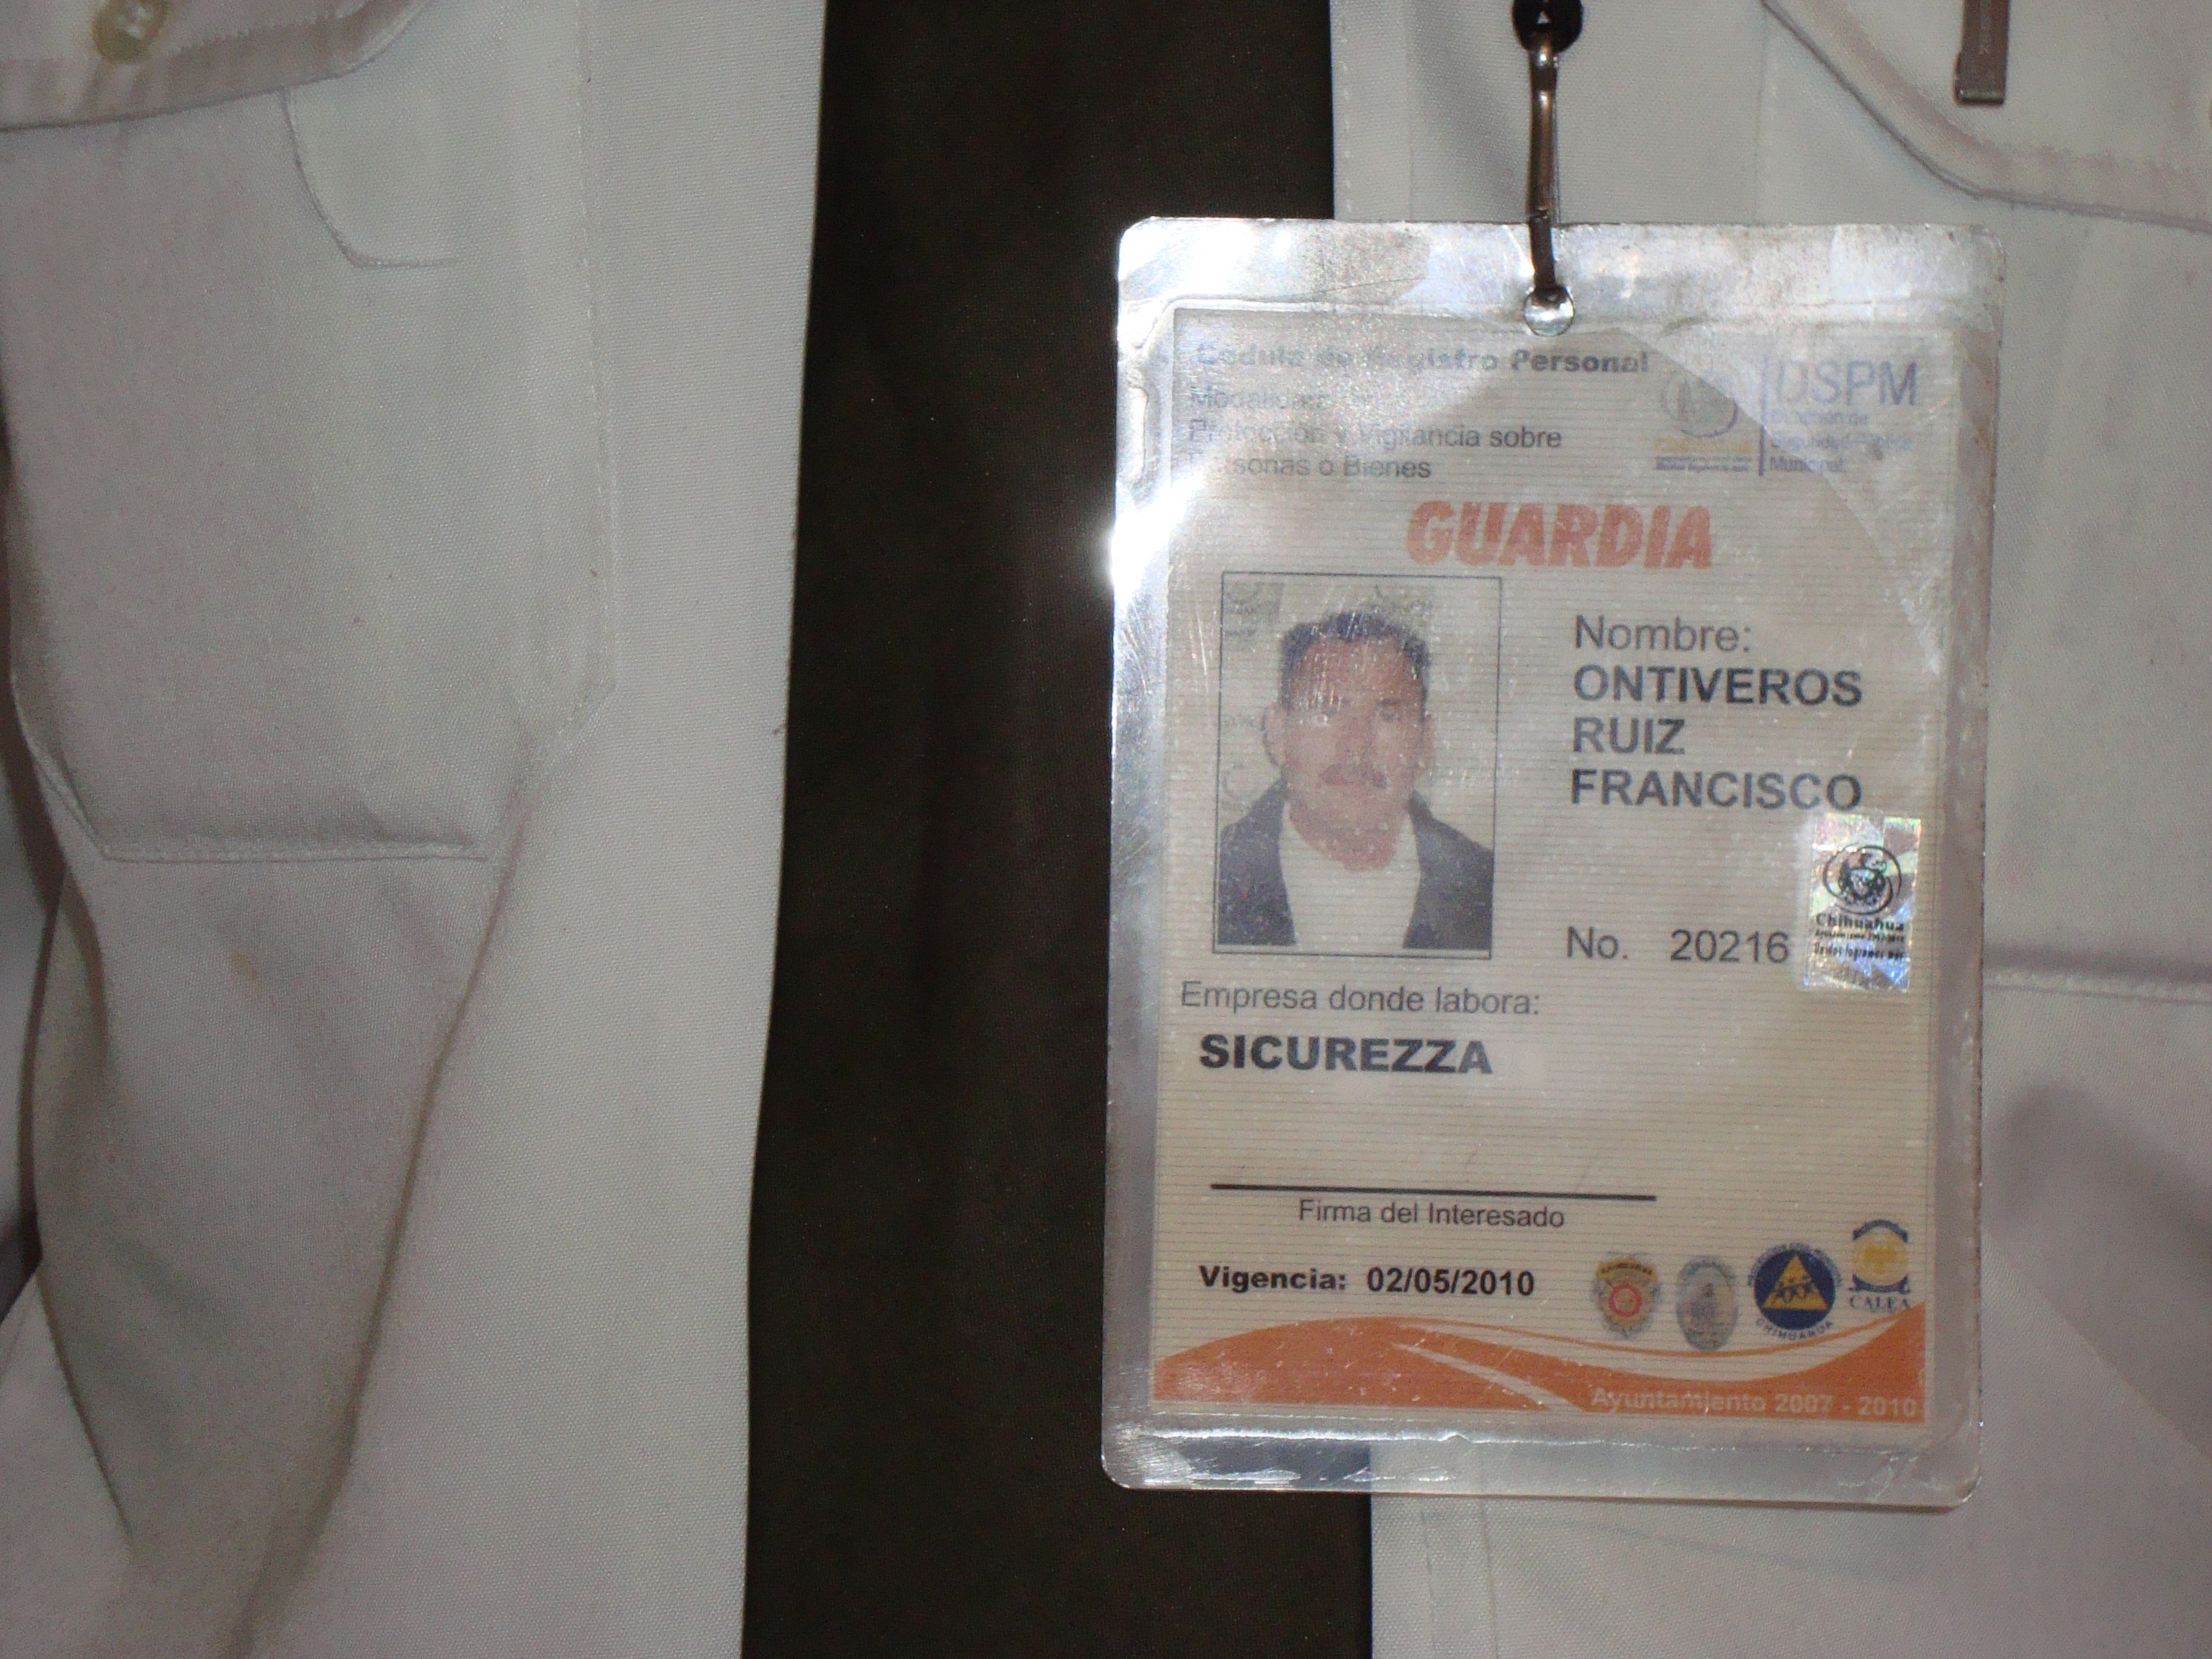 Cedula de Registro Personal
Modalidad
Protección y Vigilancia sobre
Personas o Bienes
DSPM
Dirección de
Seguridad Pública
Municipal.
GUARDIA
Nombre:
ONTIVEROS
RUIZ
FRANCISCO
No. 20216
Chihuahua
Empresa donde labora:
SICUREZZA
Firma del Interesado
Vigencia: 02/05/2010
CALEA
CHIHUAHUA
Ayuntamiento 2007 - 2010